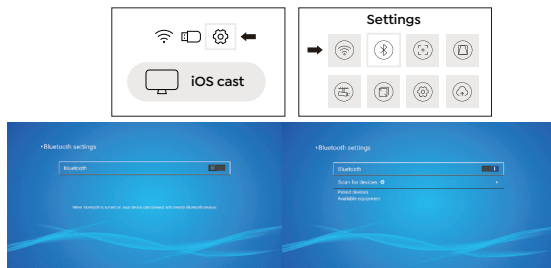 iOS cast
Settings
•Bluetooth settings
Bluetooth
When Bluetooth is turned on, your device can connect with nearby Bluetooth devices
•Bluetooth settings
Bluetooth
Scan for devices
Paired devices
Available equipment